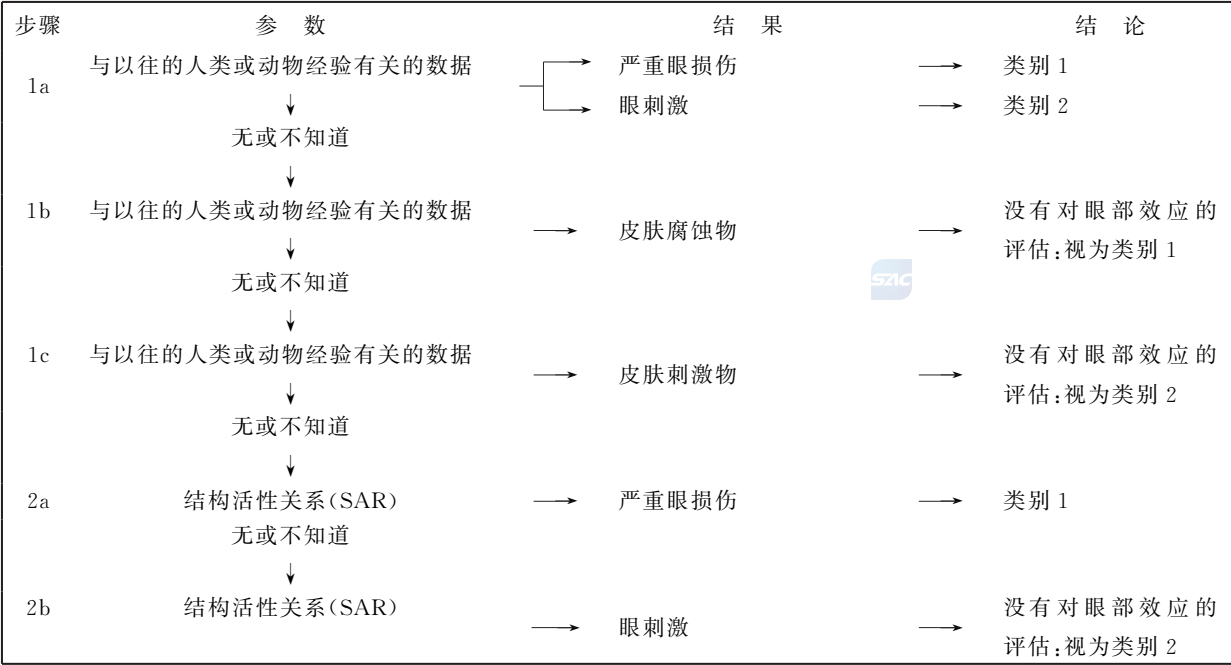 步骤 参 数 结 果 结 论
1a 与以往的人类或动物经验有关的数据 严重眼损伤 类别 1
眼刺激 类别 2
无或不知道
1b 与以往的人类或动物经验有关的数据 皮肤腐蚀物 没有对眼部效应的
评估:视为类别 1
无或不知道
SAC
1c 与以往的人类或动物经验有关的数据 皮肤刺激物 没有对眼部效应的
评估:视为类别 2
无或不知道
2a 结构活性关系(SAR) 严重眼损伤 类别 1
无或不知道
2b 结构活性关系(SAR) 眼刺激 没有对眼部效应的
评估:视为类别 2